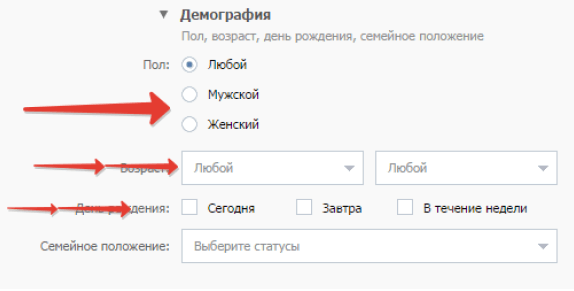 ▼ Демография
Пол, возраст, день рождения, семейное положение
Пол: Любой
Мужской
Женский
Возраст: Любой Любой
День рождения: Сегодня Завтра В течение недели
Семейное положение: Выберите статусы